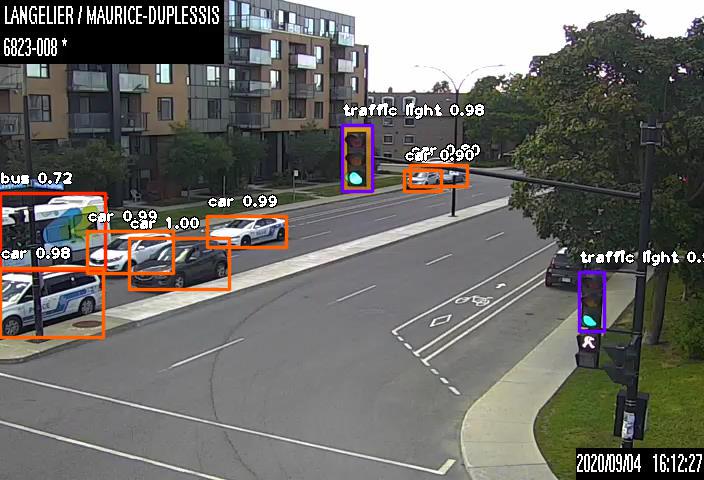 LANGELIER / MAURICE-DUPLESSIS
6823-008 *
traffic light 0.98
car 0.90
bus 0.72
car 0.99
car 0.99
car 1.00
car 0.98
traffic light 0.9
2020/09/04 16:12:27